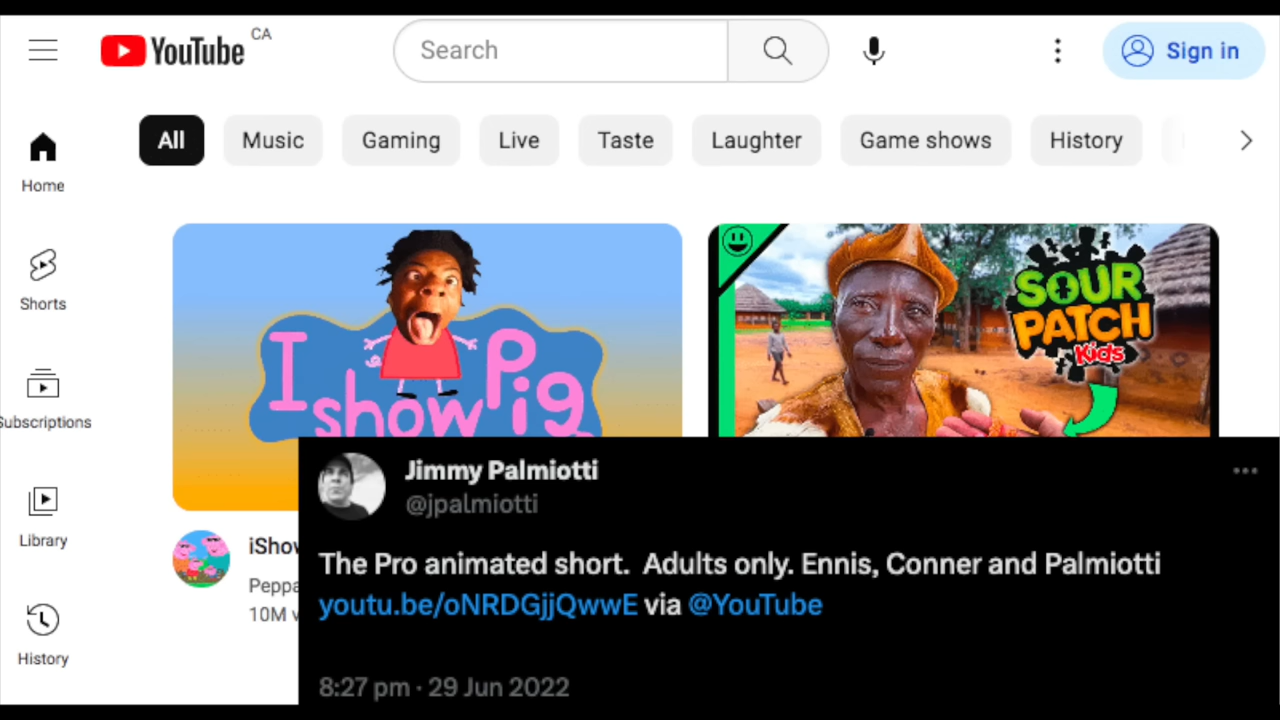 YouTube CA
Search
Sign in
All Music Gaming Live Taste Laughter Game shows History
Home
Shorts
Subscriptions
Library
History
I show Pig
SOUR
PATCH
Kids
iShow
Peppa
10M
Jimmy Palmiotti
@jpalmiotti
The Pro animated short. Adults only. Ennis, Conner and Palmiotti
youtu.be/oNRDGjjQwwE via @YouTube
8:27 pm · 29 Jun 2022